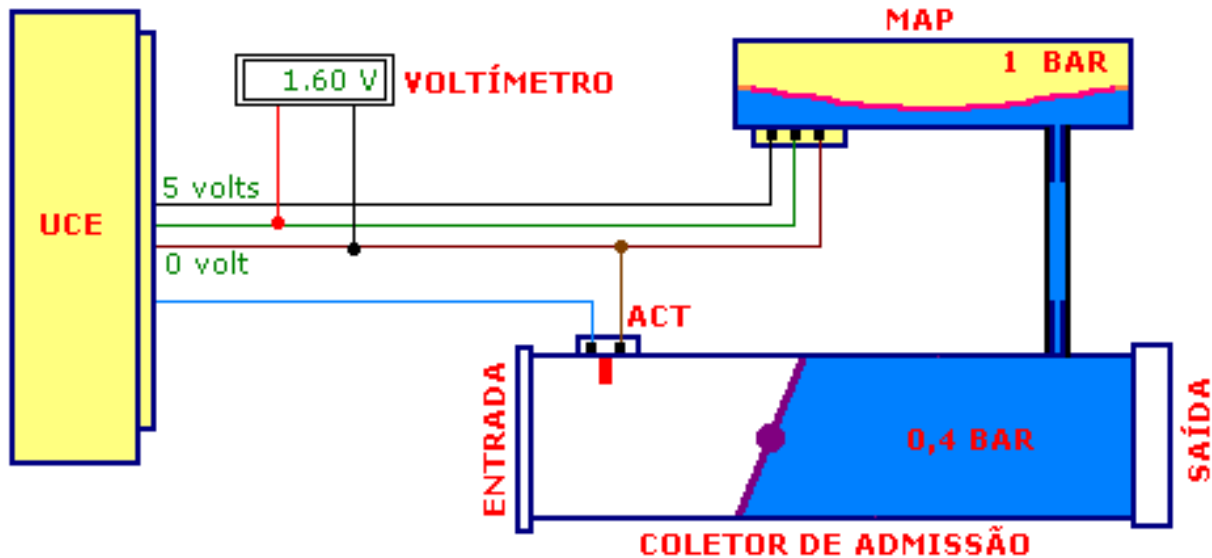 MAP
1 BAR
1.60 V
VOLTÍMETRO
5 volts
UCE
0 volt
ACT
ENTRADA
0,4 BAR
SAÍDA
COLETOR DE ADMISSÃO